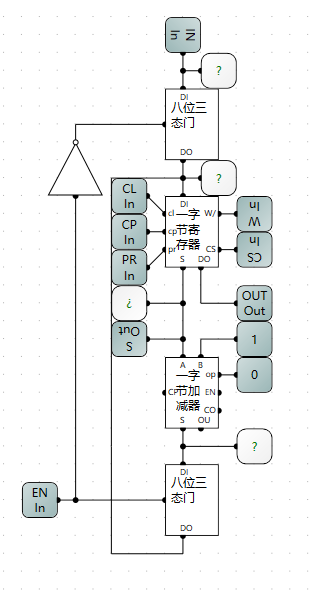 IN
In
?
DI
八位三
态门
DO
?
CL
In
CP
In
PR
In
DI
cl
cp
pr
一字
节寄
存器
W/
CS
S
DO
W
In
CS
In
?
S
Out
OUT
Out
1
0
A
B
CP
一字
节加
减器
op
EN
CO
S
OU
?
EN
In
DI
八位三
态门
DO